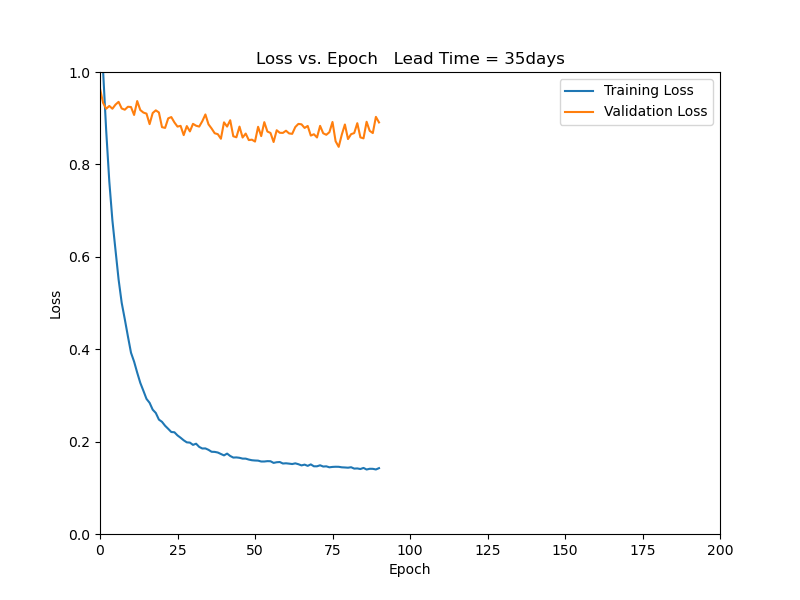 Loss vs. Epoch   Lead Time = 35days
Training Loss
Validation Loss
1.0
0.8
0.6
0.4
0.2
0.0
Loss
0 25 50 75 100 125 150 175 200
Epoch